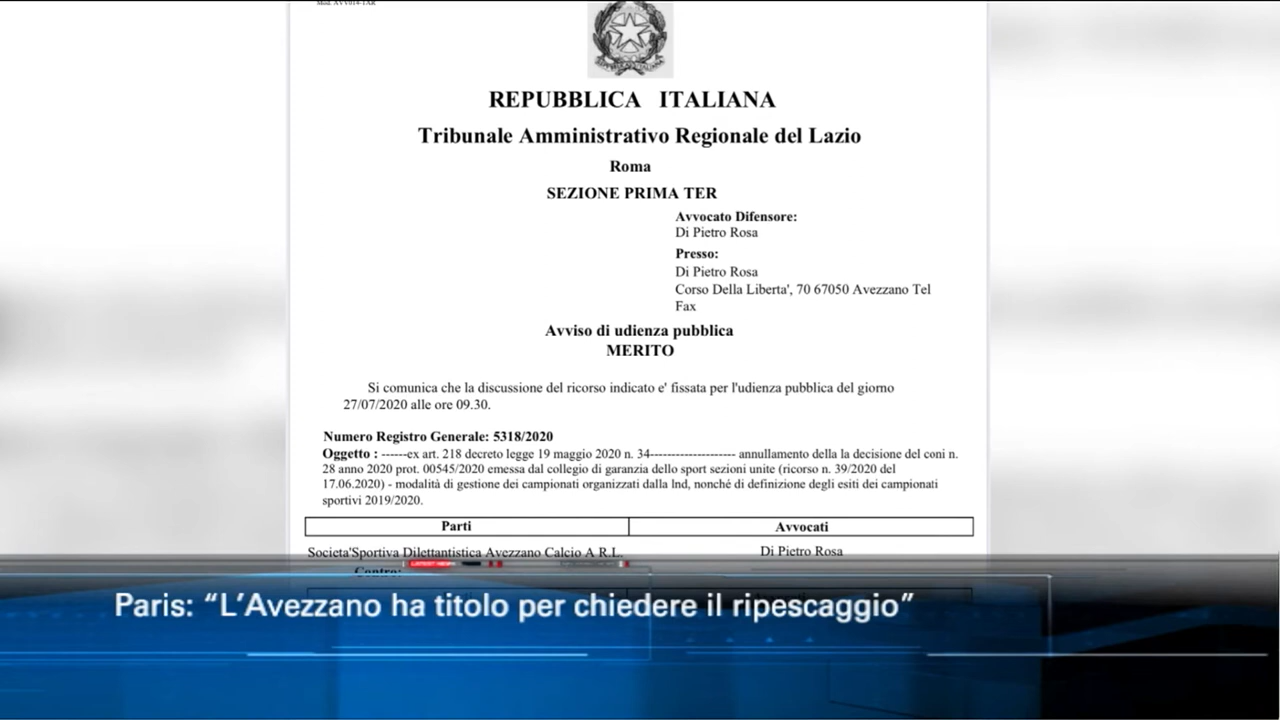 Mod. AVV014-TAR
REPUBBLICA ITALIANA
Tribunale Amministrativo Regionale del Lazio
Roma
SEZIONE PRIMA TER
Avvocato Difensore:
Di Pietro Rosa
Presso:
Di Pietro Rosa
Corso Della Liberta', 70 67050 Avezzano Tel
Fax
Avviso di udienza pubblica
MERITO
Si comunica che la discussione del ricorso indicato e' fissata per l'udienza pubblica del giorno
27/07/2020 alle ore 09.30.
Numero Registro Generale: 5318/2020
Oggetto : ------ex art. 218 decreto legge 19 maggio 2020 n. 34-------------------- annullamento della la decisione del coni n.
28 anno 2020 prot. 00545/2020 emessa dal collegio di garanzia dello sport sezioni unite (ricorso n. 39/2020 del
17.06.2020) - modalità di gestione dei campionati organizzati dalla lnd, nonché di definizione degli esiti dei campionati
sportivi 2019/2020.
Parti Avvocati
Societa'Sportiva Dilettantistica Avezzano Calcio A R.L. Di Pietro Rosa
Contro:
LATEST NEWS
Paris: “L’Avezzano ha titolo per chiedere il ripescaggio”